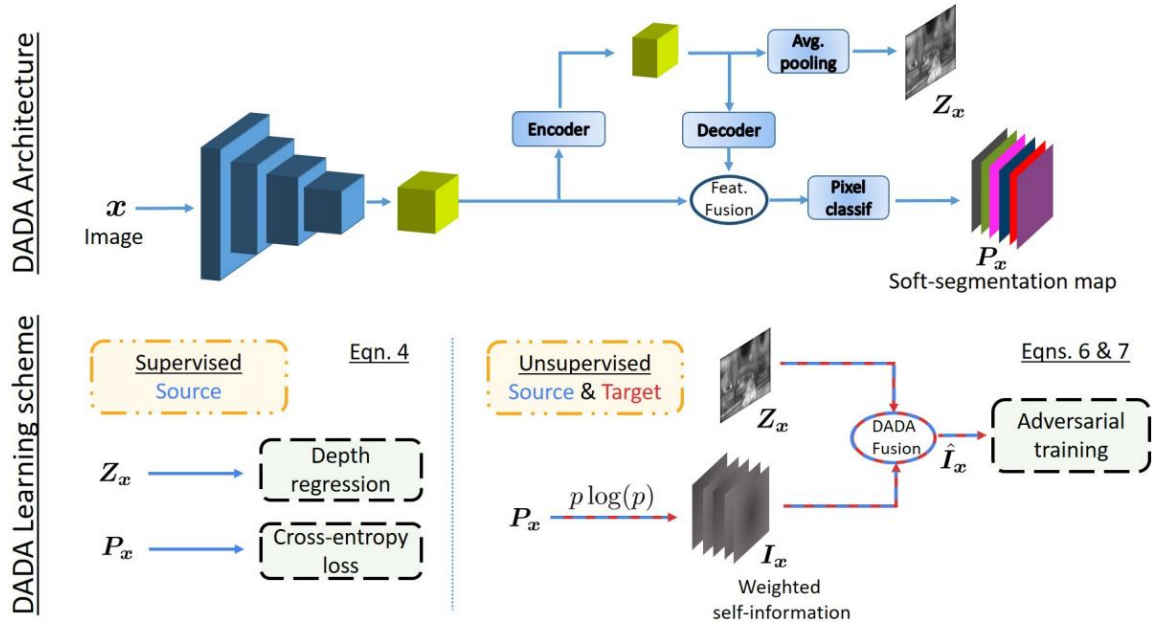 DADA Architecture
x
Image
Encoder
Avg.
pooling
Decoder
Feat.
Fusion
Pixel
classif
Z_x
P_x
Soft-segmentation map
DADA Learning scheme
Supervised
Source
Eqn. 4
Z_x
Depth
regression
P_x
Cross-entropy
loss
Unsupervised
Source & Target
Eqns. 6 & 7
Z_x
DADA
Fusion
Î_x
Adversarial
training
P_x
p log(p)
I_x
Weighted
self-information